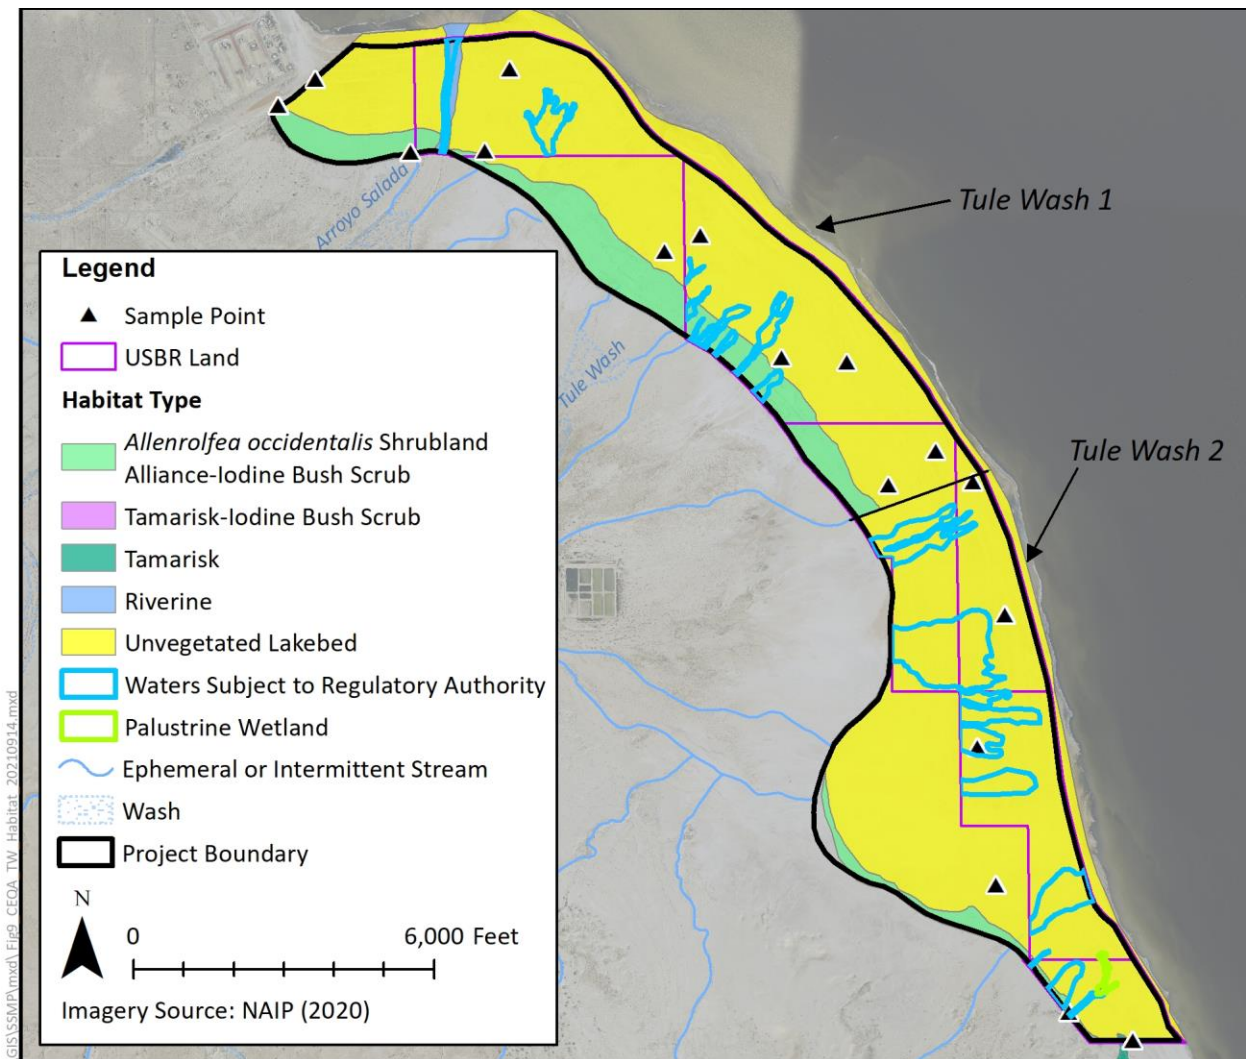 Tule Wash 1
Arroyo Salada
Tule Wash
Tule Wash 2
Legend
Sample Point
USBR Land
Habitat Type
Allenrolfea occidentalis Shrubland
Alliance-Iodine Bush Scrub
Tamarisk-Iodine Bush Scrub
Tamarisk
Riverine
Unvegetated Lakebed
Waters Subject to Regulatory Authority
Palustrine Wetland
Ephemeral or Intermittent Stream
Wash
Project Boundary
N
0 6,000 Feet
Imagery Source: NAIP (2020)
GIS\SSMP\mxd\ Fig9_CEQA_TW_Habitat_20210914.mxd